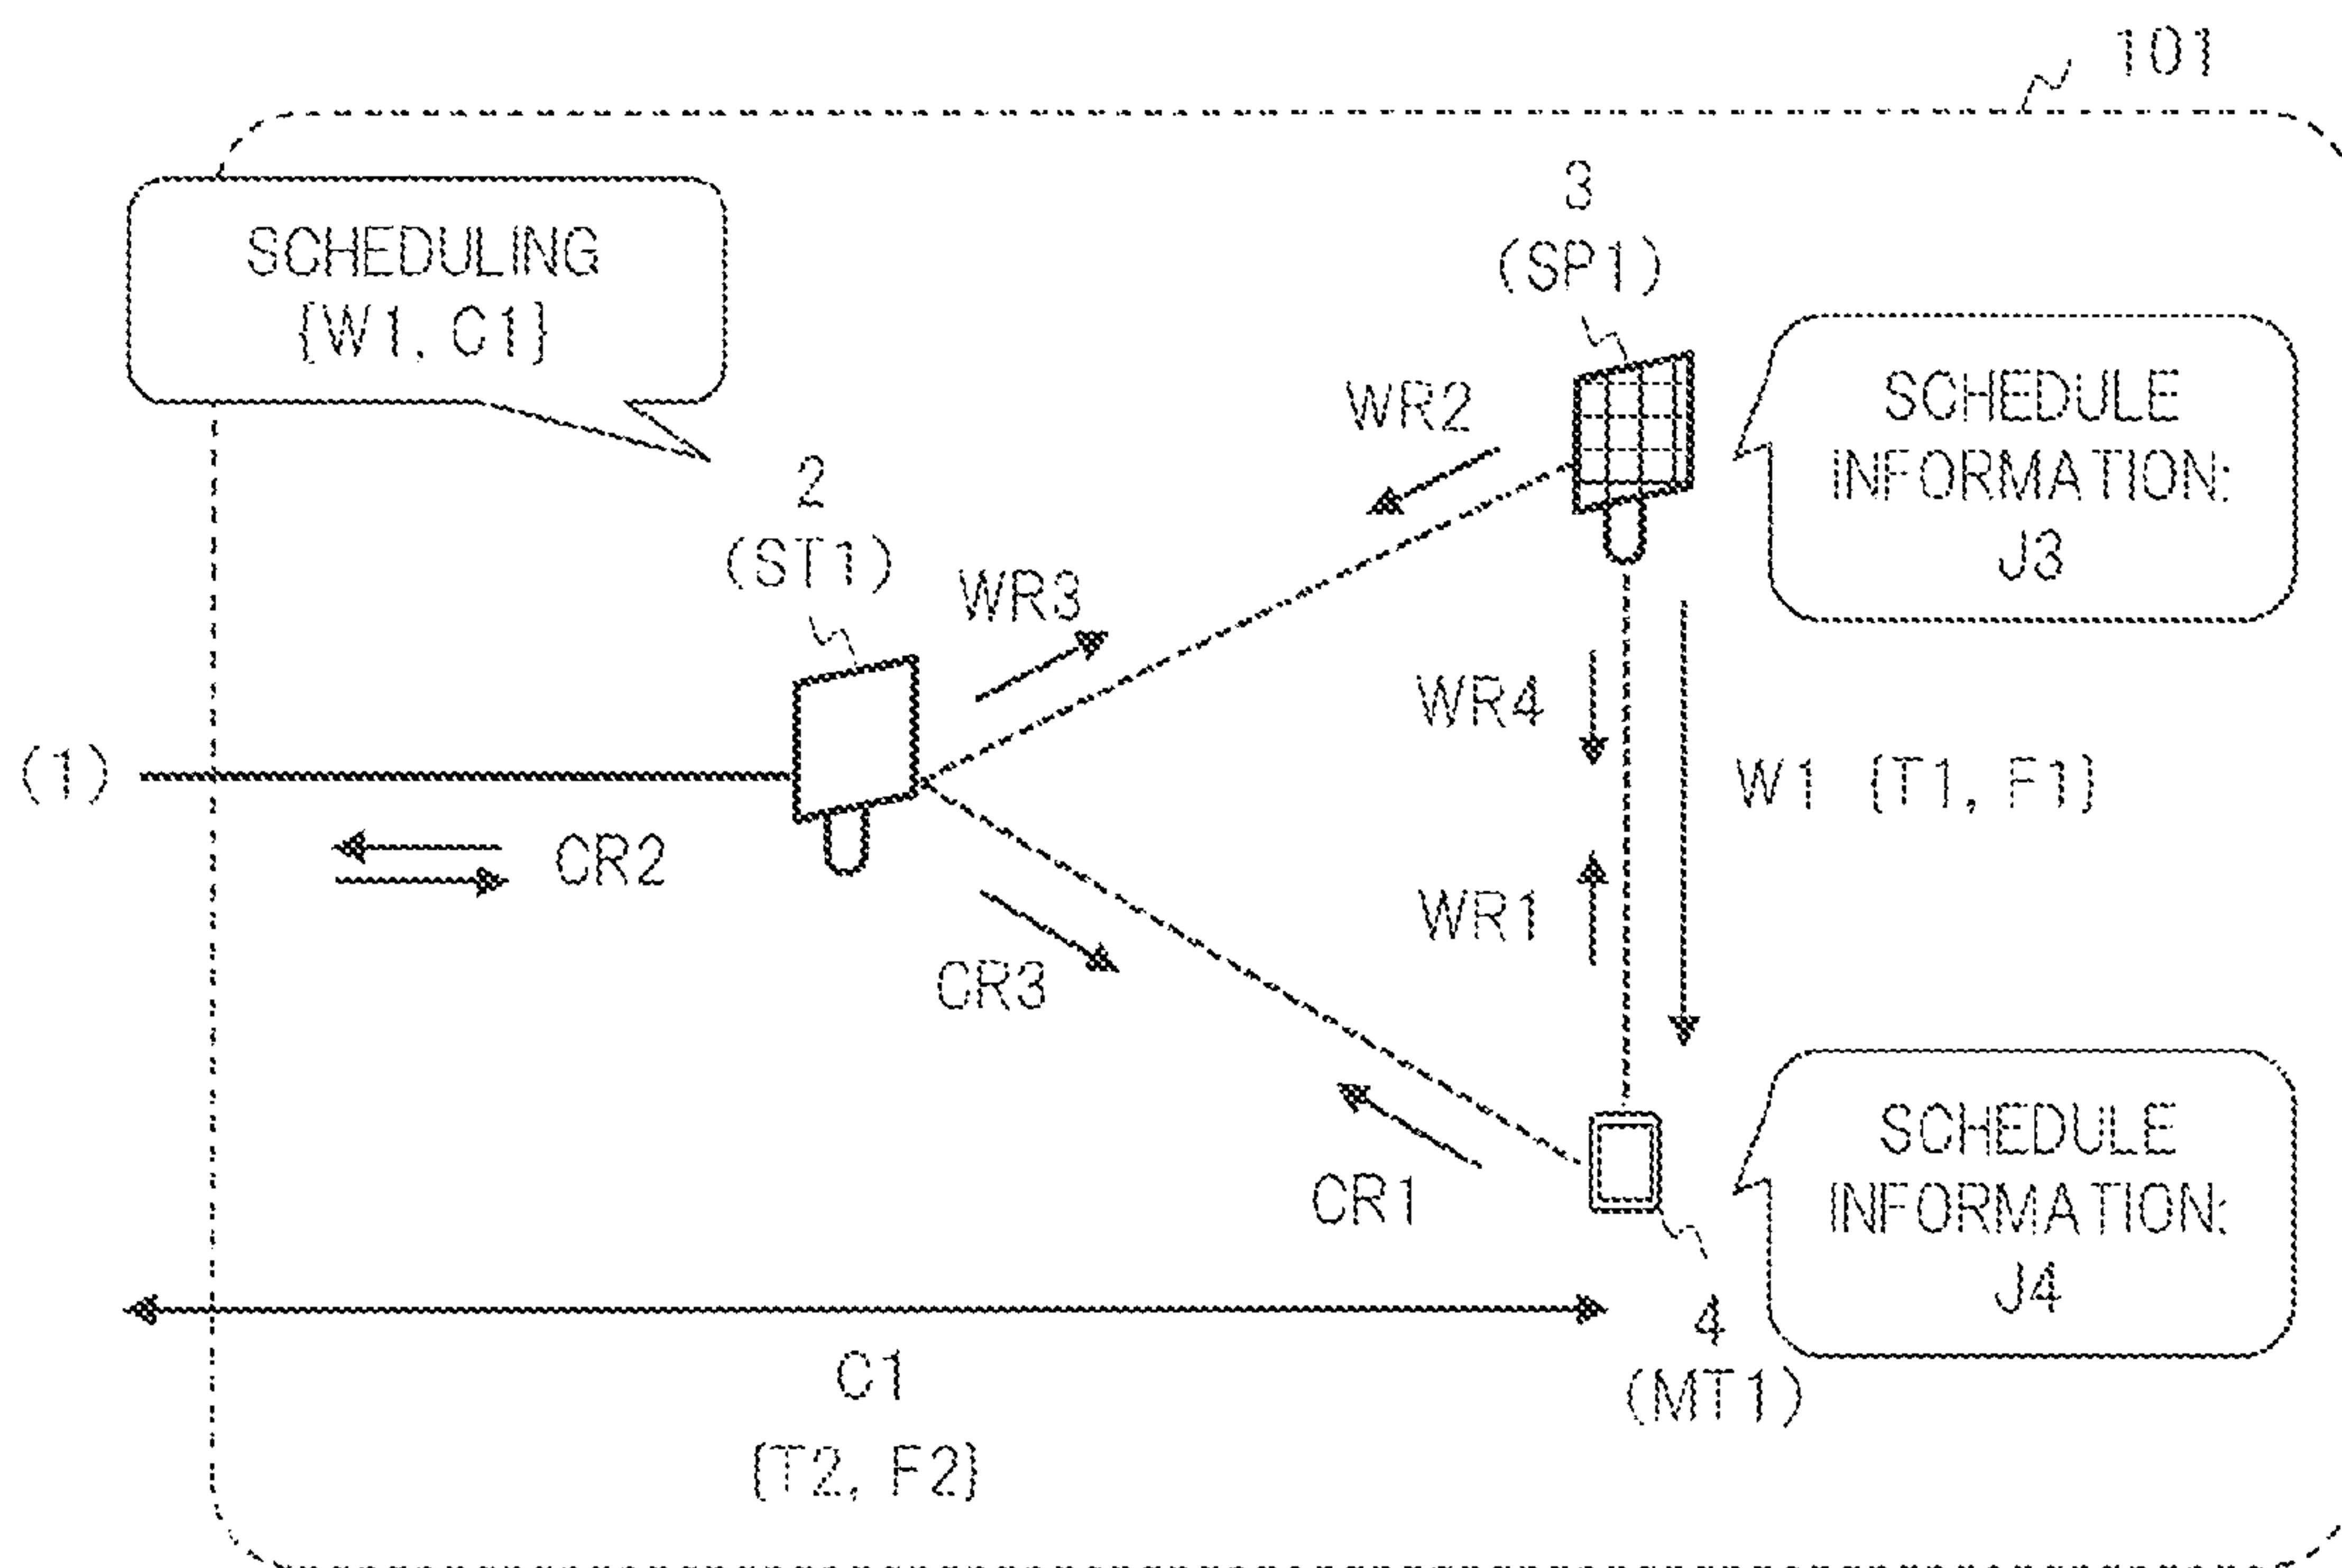 101
SCHEDULING
{W1, C1}
3
(SP1)
WR2
SCHEDULE
INFORMATION:
J3
2
(ST1)
WR3
WR4
(1)
W1 {T1, F1}
CR2
WR1
CR3
CR1
SCHEDULE
INFORMATION:
J4
4
(MT1)
C1
{T2, F2}